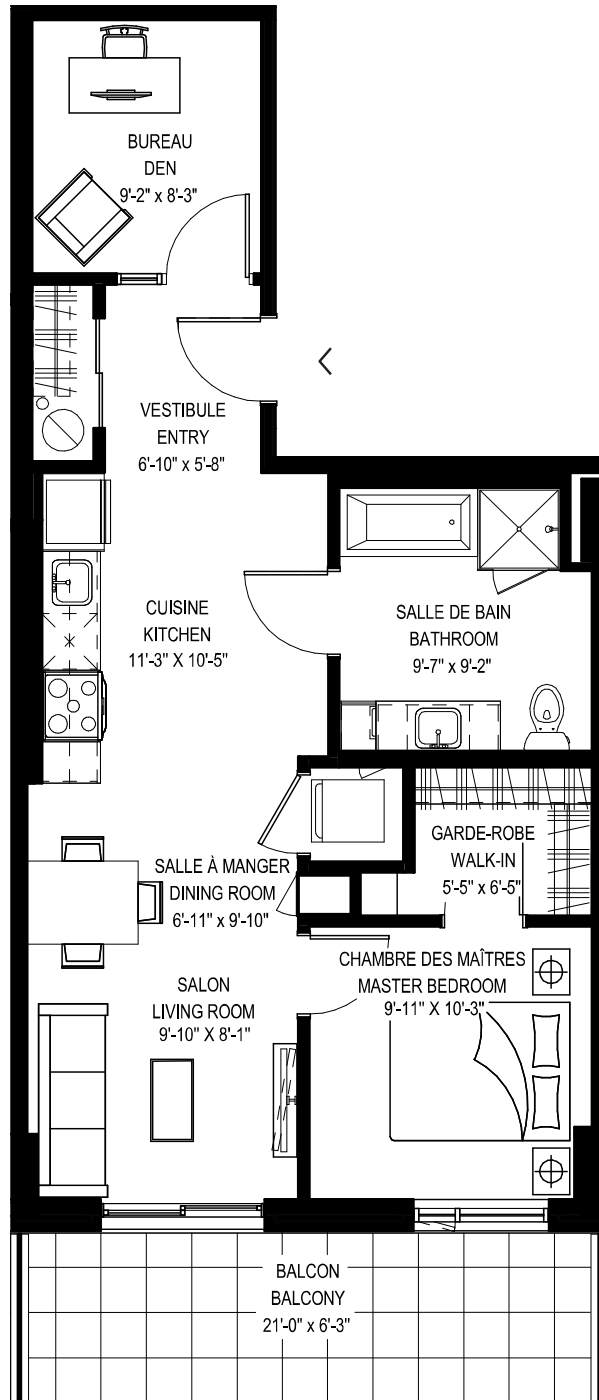 BUREAU
DEN
9'-2" x 8'-3"
VESTIBULE
ENTRY
6'-10" x 5'-8"
CUISINE
KITCHEN
11'-3" X 10'-5"
SALLE DE BAIN
BATHROOM
9'-7" x 9'-2"
GARDE-ROBE
WALK-IN
5'-5" x 6'-5"
SALLE À MANGER
DINING ROOM
6'-11" x 9'-10"
CHAMBRE DES MAÎTRES
MASTER BEDROOM
9'-11" X 10'-3"
SALON
LIVING ROOM
9'-10" X 8'-1"
BALCON
BALCONY
21'-0" x 6'-3"